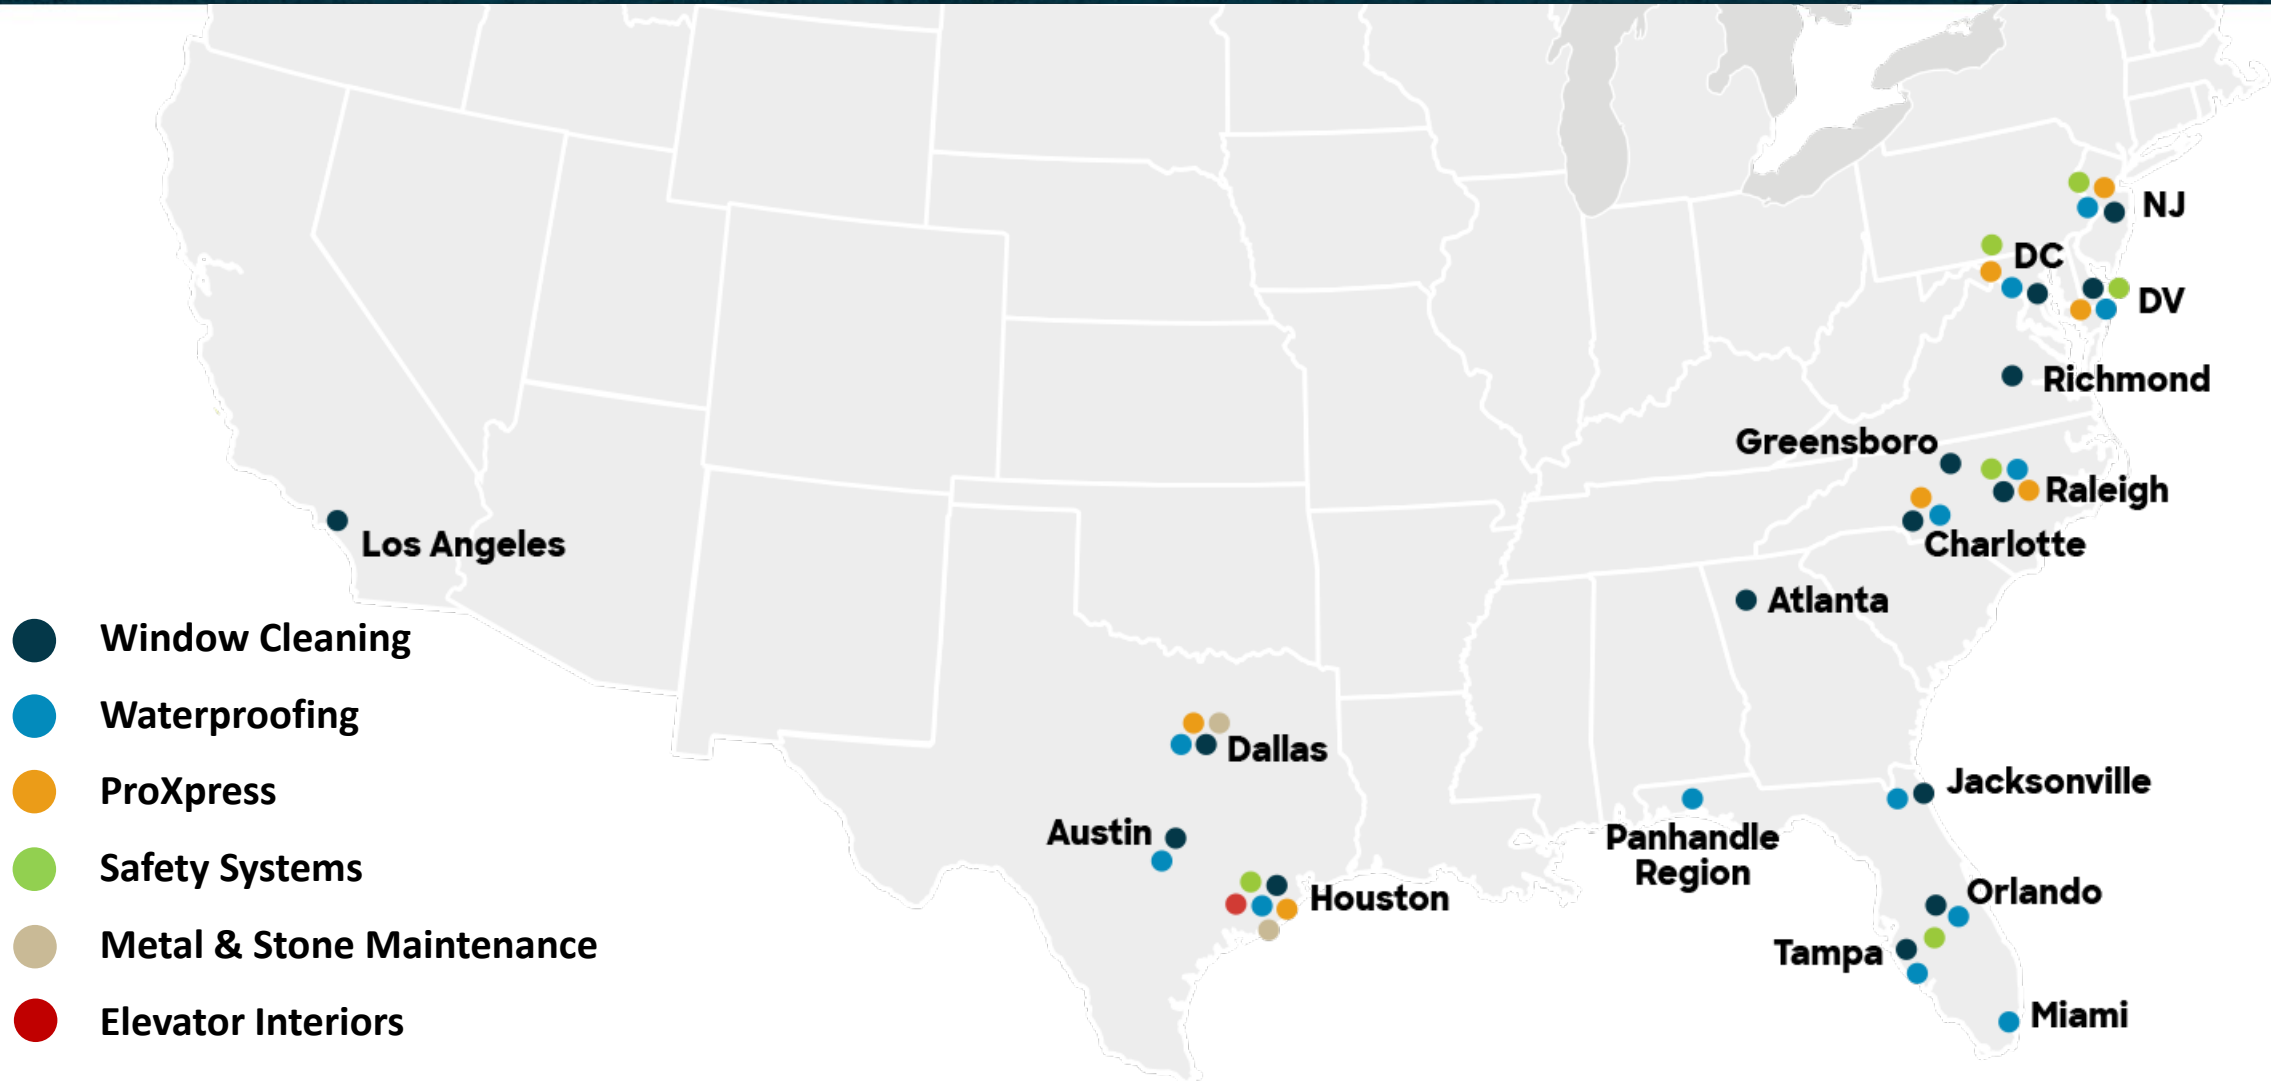 NJ
DC
DV
Richmond
Greensboro
Raleigh
Charlotte
Los Angeles
Atlanta
Window Cleaning
Waterproofing
ProXpress
Safety Systems
Metal & Stone Maintenance
Elevator Interiors
Dallas
Austin
Houston
Jacksonville
Panhandle
Region
Orlando
Tampa
Miami